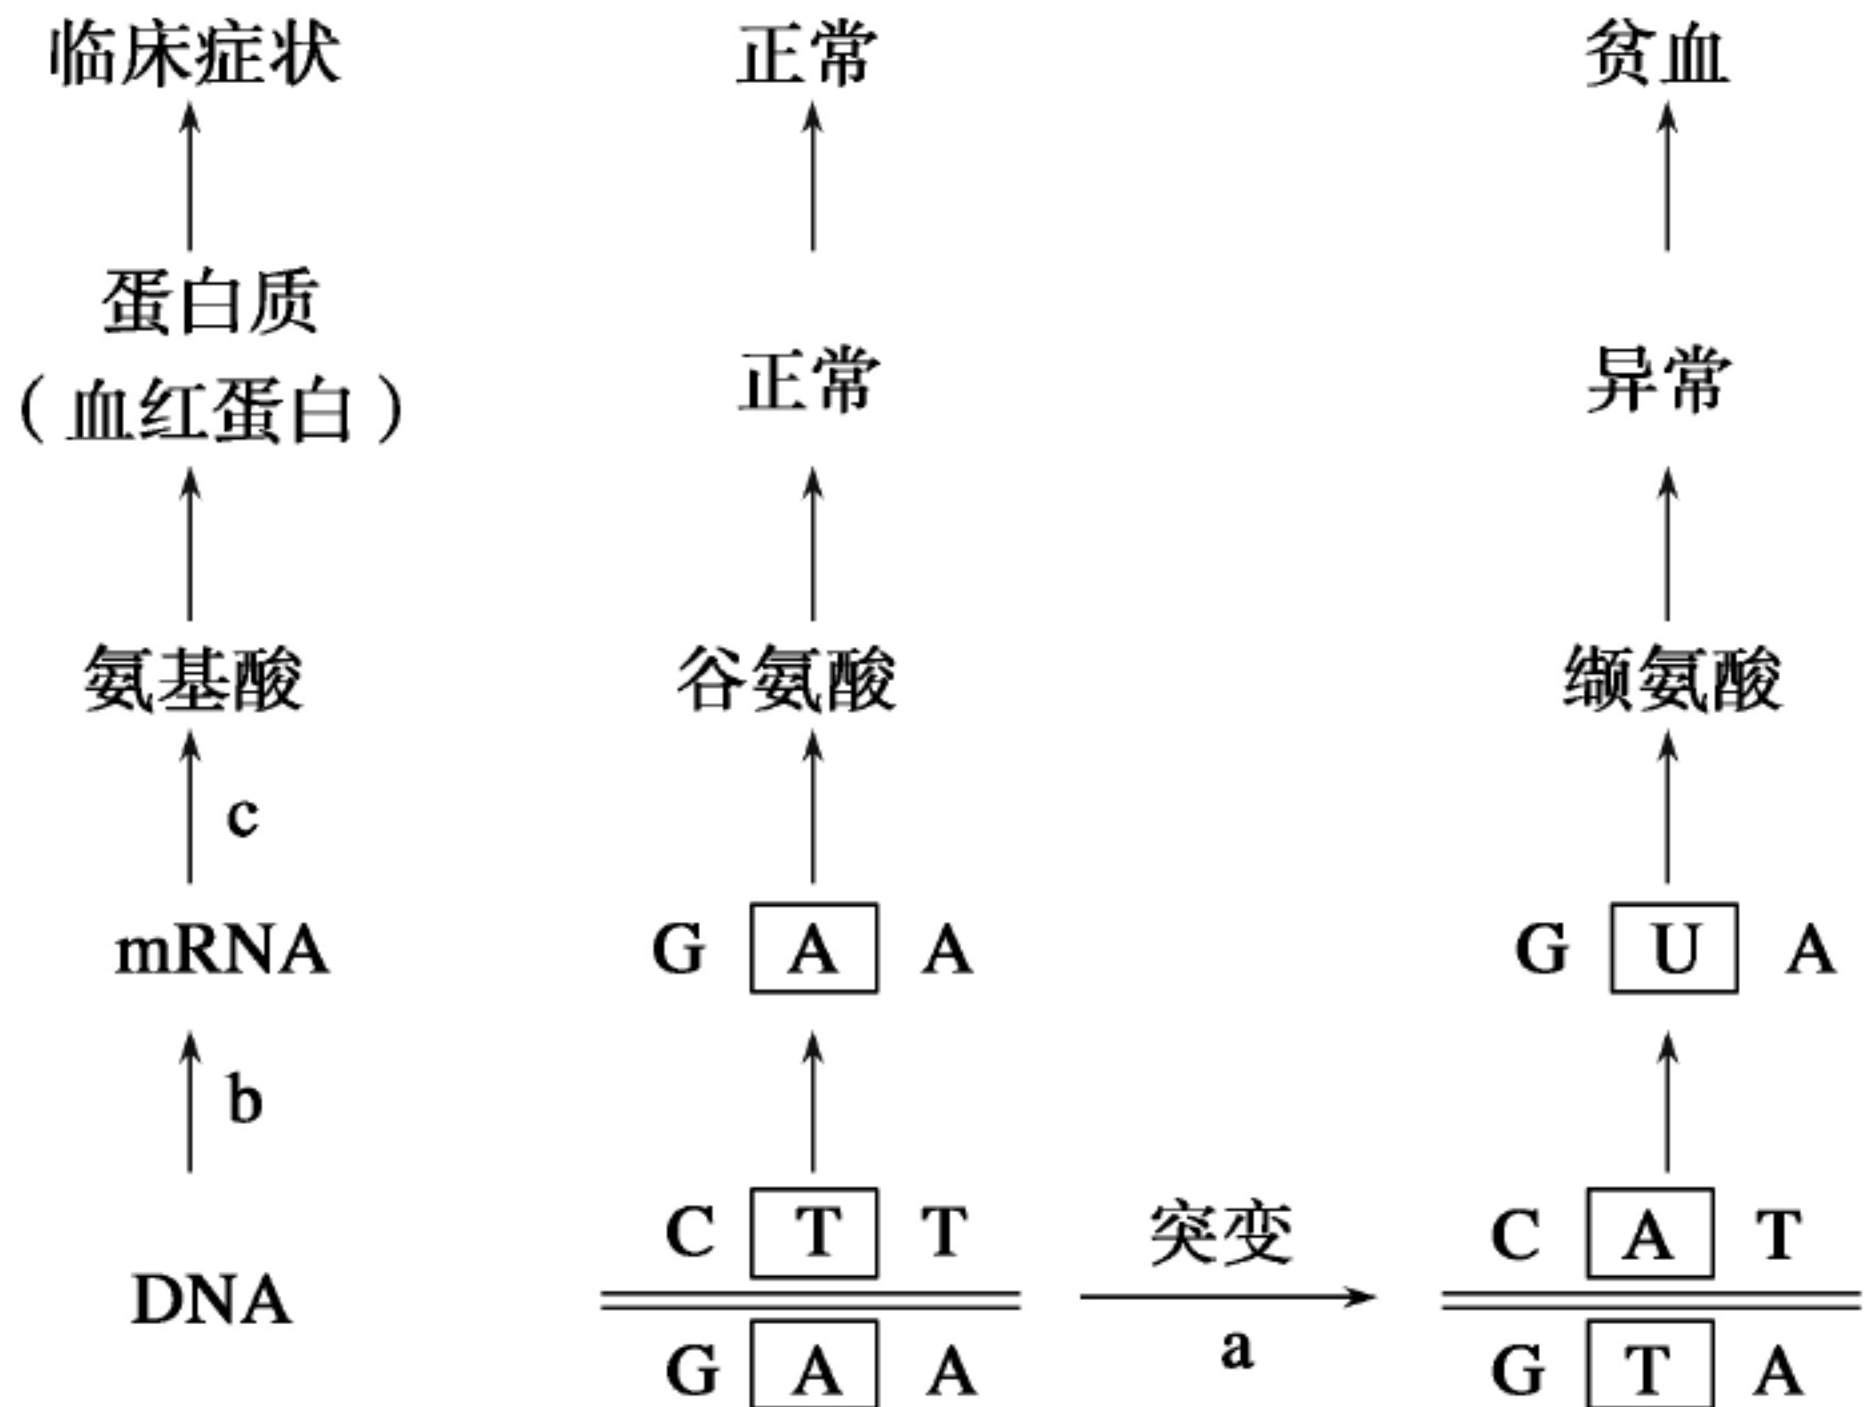 临床症状 正常 贫血
蛋白质
（血红蛋白） 正常 异常
氨基酸 谷氨酸 缬氨酸
c
mRNA G A A G U A
b
C T T 突变 C A T
DNA
a
G A A G T A